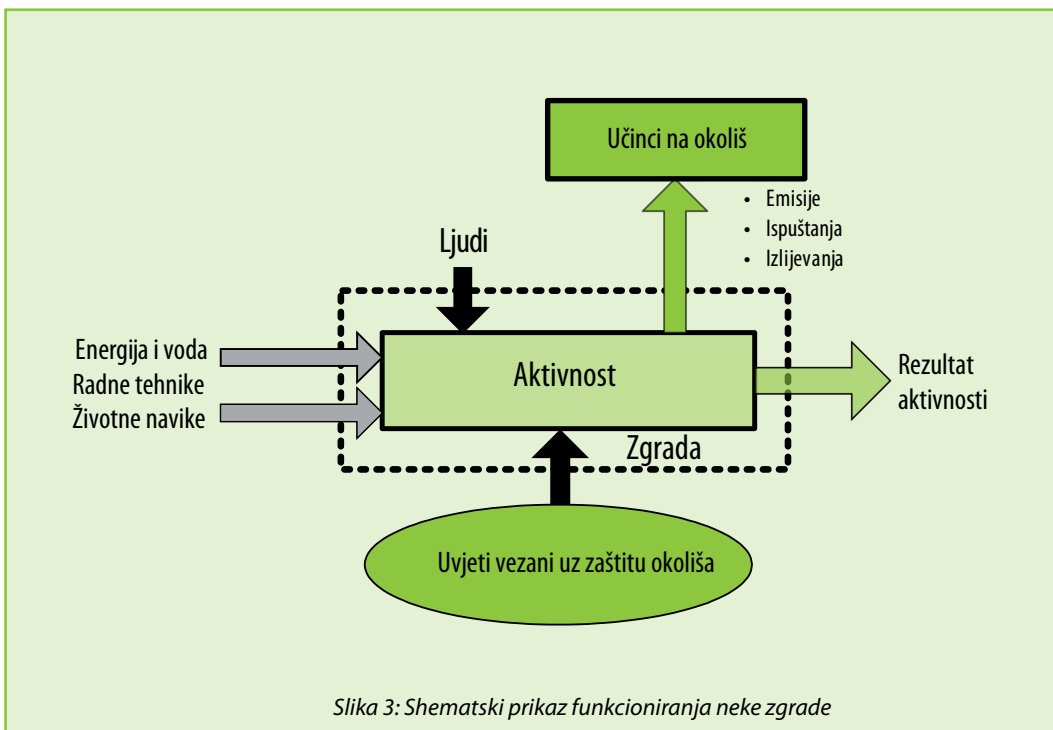 Učinci na okoliš
• Emisije
• Ispuštanja
• Izlijevanja
Ljudi
Energija i voda
Radne tehnike
Životne navike
Aktivnost
Rezultat
aktivnosti
Zgrada
Uvjeti vezani uz zaštitu okoliša
Slika 3: Shematski prikaz funkcioniranja neke zgrade